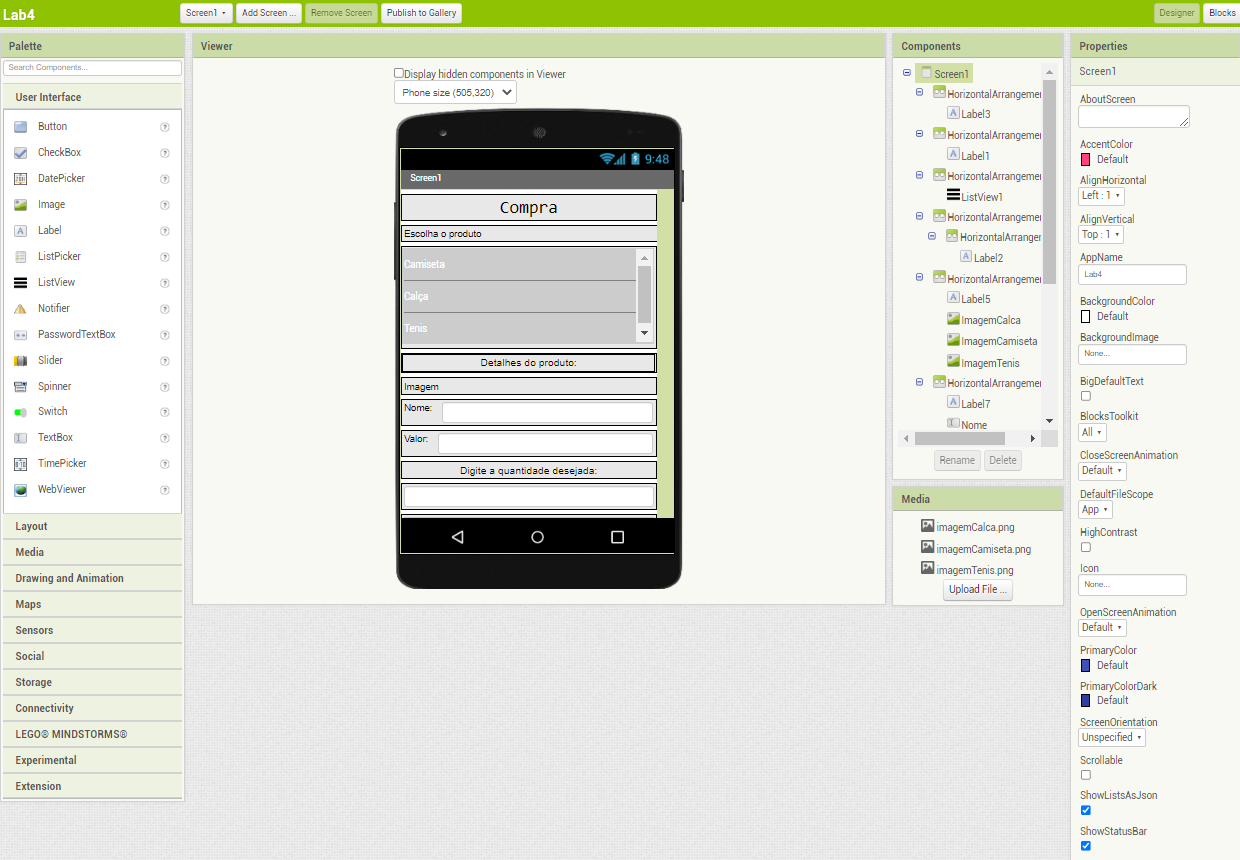 Lab4
Screen1
Add Screen ...
Remove Screen
Publish to Gallery
Designer
Blocks
Palette
Search Components...
User Interface
Button
CheckBox
DatePicker
Image
Label
ListPicker
ListView
Notifier
PasswordTextBox
Slider
Spinner
Switch
TextBox
TimePicker
WebViewer
Layout
Media
Drawing and Animation
Maps
Sensors
Social
Storage
Connectivity
LEGO® MINDSTORMS®
Experimental
Extension
Viewer
Display hidden components in Viewer
Phone size (505,320)
9:48
Screen1
Compra
Escolha o produto
Camiseta
Calça
Tenis
Detalhes do produto:
Imagem
Nome:
Valor:
Digite a quantidade desejada:
Components
Screen1
HorizontalArrangemer
Label3
HorizontalArrangemer
Label1
HorizontalArrangemer
ListView1
HorizontalArrangemer
HorizontalArranger
Label2
HorizontalArrangemer
Label5
ImagemCalca
ImagemCamiseta
ImagemTenis
HorizontalArrangemer
Label7
Nome
Rename
Delete
Media
imagemCalca.png
imagemCamiseta.png
imagemTenis.png
Upload File ...
Properties
Screen1
AboutScreen
AccentColor
Default
AlignHorizontal
Left : 1
AlignVertical
Top : 1
AppName
Lab4
BackgroundColor
Default
BackgroundImage
None...
BigDefaultText
BlocksToolkit
All
CloseScreenAnimation
Default
DefaultFileScope
App
HighContrast
Icon
None...
OpenScreenAnimation
Default
PrimaryColor
Default
PrimaryColorDark
Default
ScreenOrientation
Unspecified
Scrollable
ShowListsAsJson
ShowStatusBar